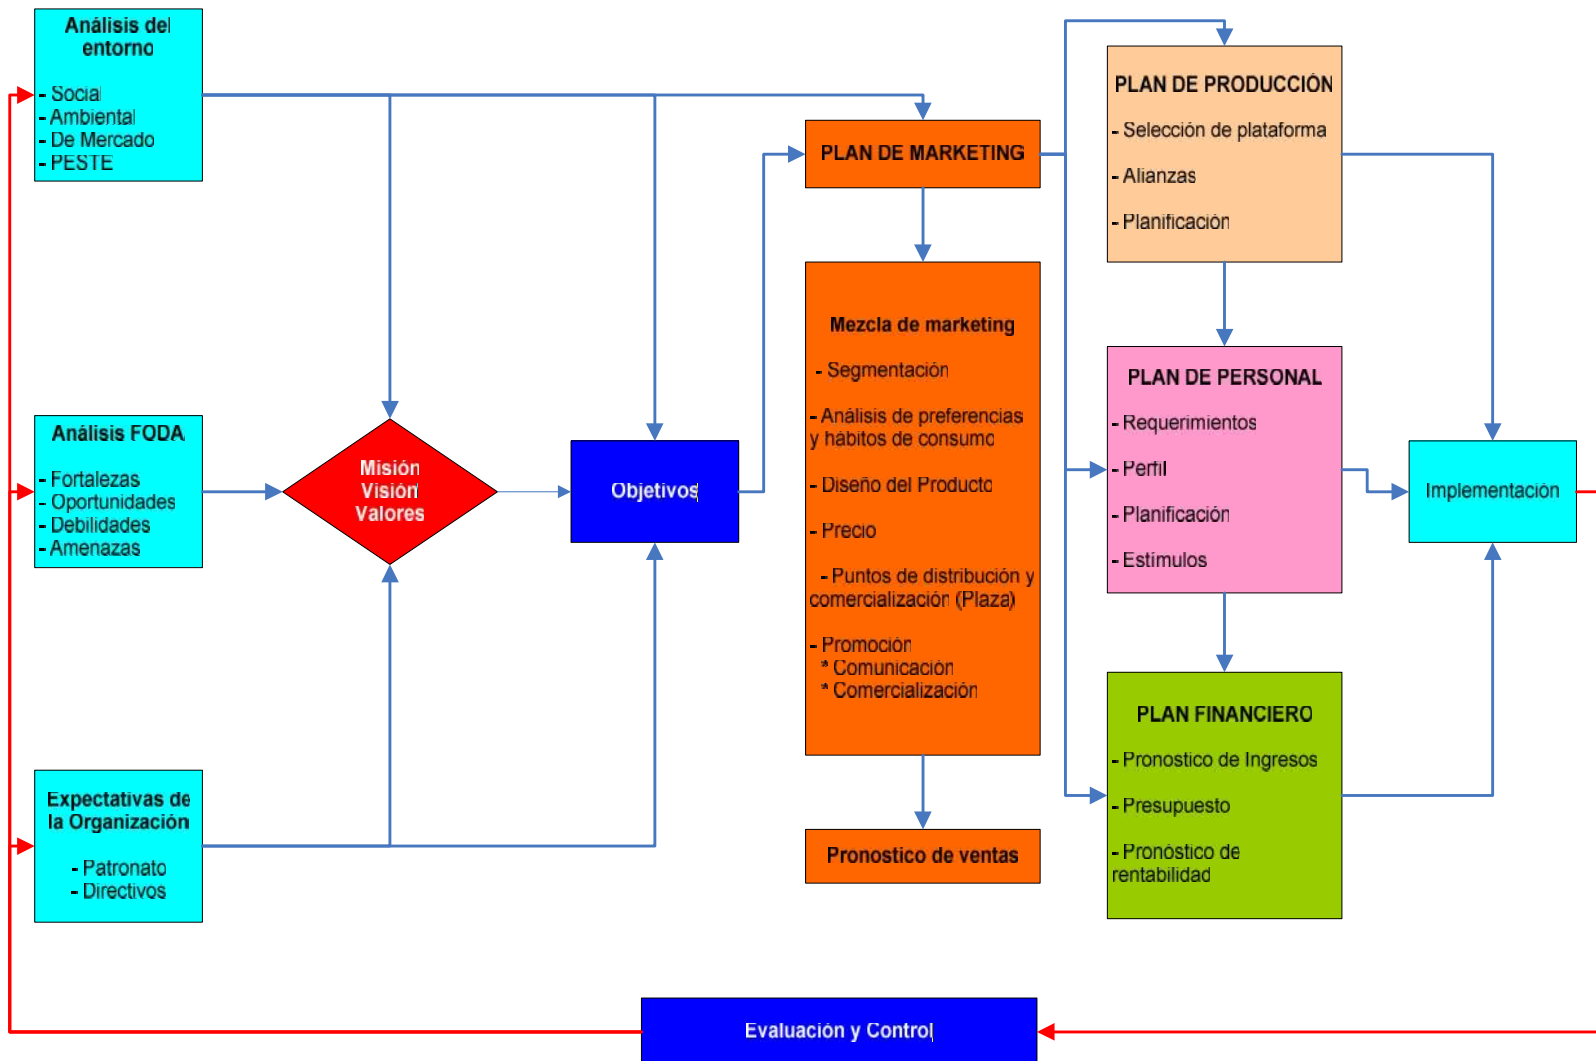 Análisis del
entorno
- Social
- Ambiental
- De Mercado
- PESTE
Análisis FODA
- Fortalezas
- Oportunidades
- Debilidades
- Amenazas
Expectativas de
la Organización
- Patronato
- Directivos
Misión
Visión
Valores
Objetivos
PLAN DE MARKETING
Mezcla de marketing
- Segmentación
- Análisis de preferencias
y hábitos de consumo
- Diseño del Producto
- Precio
- Puntos de distribución y
comercialización (Plaza)
- Promoción
* Comunicación
* Comercialización
Pronostico de ventas
PLAN DE PRODUCCIÓN
- Selección de plataforma
- Alianzas
- Planificación
PLAN DE PERSONAL
- Requerimientos
- Perfil
- Planificación
- Estímulos
PLAN FINANCIERO
- Pronostico de Ingresos
- Presupuesto
- Pronóstico de
rentabilidad
Implementación
Evaluación y Control